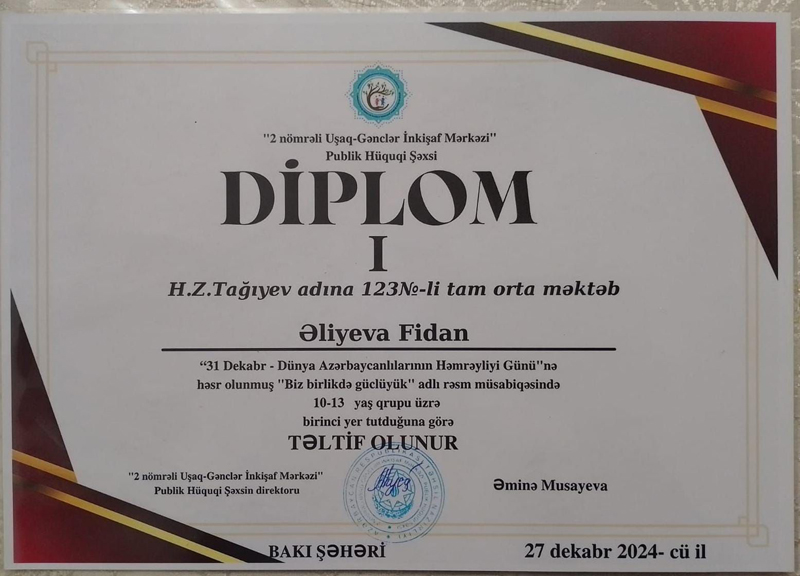 "2 nömrəli Uşaq-Gənclər İnkişaf Mərkəzi"
Publik Hüquqi Şəxsi
DİPLOM
I
H.Z.Tağıyev adına 123№-li tam orta məktəb
Əliyeva Fidan
“31 Dekabr - Dünya Azərbaycanlılarının Həmrəyliyi Günü"nə
həsr olunmuş "Biz birlikdə güclüyük" adlı rəsm müsabiqəsində
10-13 yaş qrupu üzrə
birinci yer tutduğuna görə
TƏLTİF OLUNUR
"2 nömrəli Uşaq-Gənclər İnkişaf Mərkəzi"
Publik Hüquqi Şəxsin direktoru
Əminə Musayeva
BAKI ŞƏHƏRİ
27 dekabr 2024- cü il